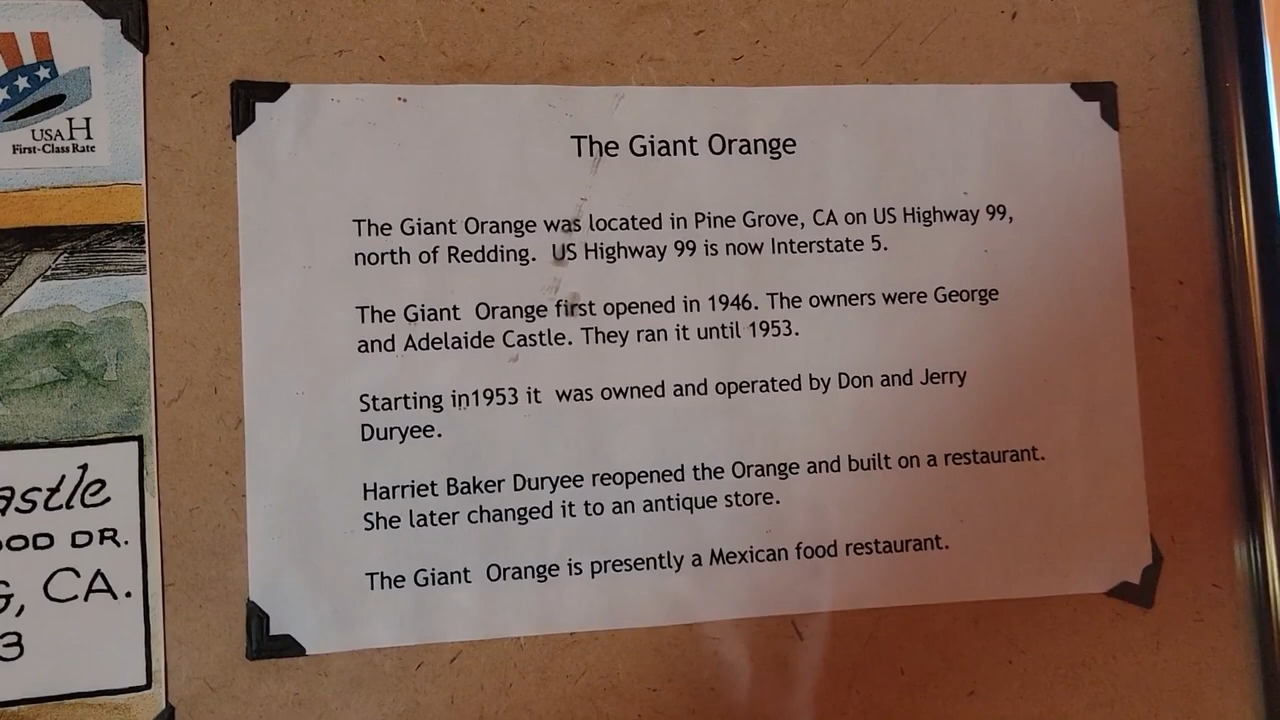 USA H
First-Class Rate
The Giant Orange
The Giant Orange was located in Pine Grove, CA on US Highway 99,
north of Redding.  US Highway 99 is now Interstate 5.
The Giant  Orange first opened in 1946. The owners were George
and Adelaide Castle. They ran it until 1953.
Starting in1953 it  was owned and operated by Don and Jerry
Duryee.
Harriet Baker Duryee reopened the Orange and built on a restaurant.
She later changed it to an antique store.
The Giant  Orange is presently a Mexican food restaurant.
astle
OOD DR.
, CA.
3